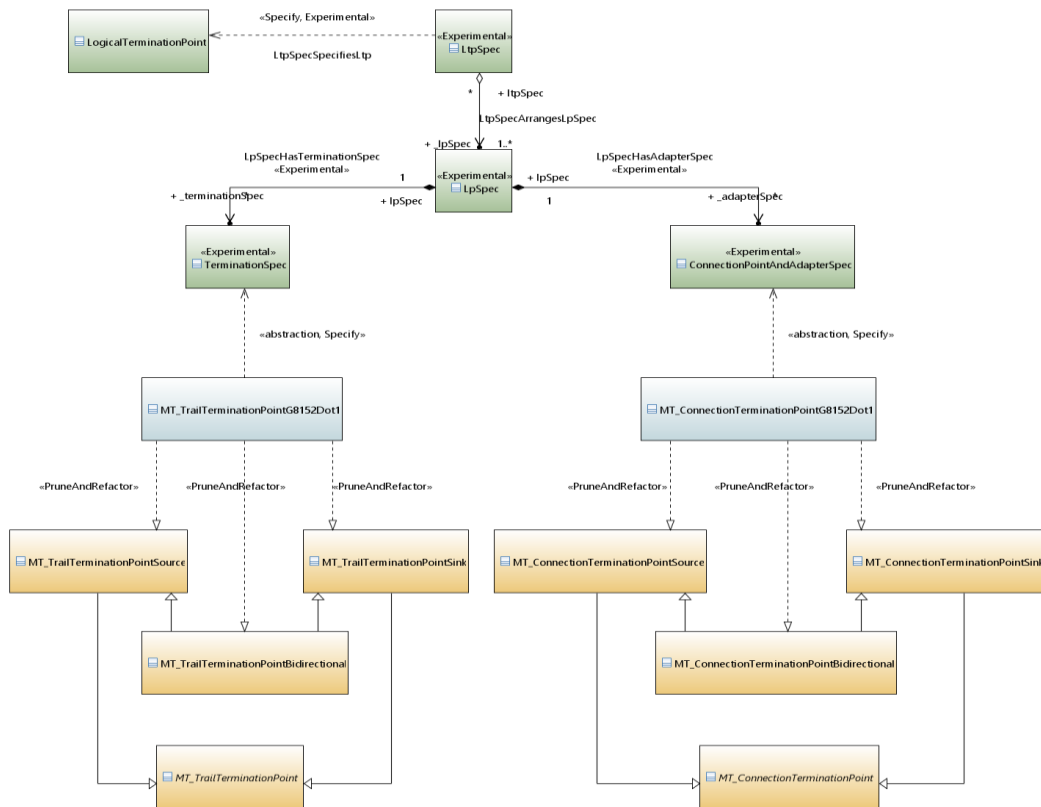 «Specify, Experimental»
LogicalTerminationPoint
«Experimental»
LtpSpec
LtpSpecSpecifiesLtp
*
+ ltpSpec
LtpSpecArrangesLpSpec
+ _lpSpec
1..*
LpSpecHasTerminationSpec
«Experimental»
«Experimental»
LpSpec
LpSpecHasAdapterSpec
«Experimental»
1
+ lpSpec
+ _terminationSpec
*
+ lpSpec
1
+ _adapterSpec
*
«Experimental»
TerminationSpec
«Experimental»
ConnectionPointAndAdapterSpec
«abstraction, Specify»
«abstraction, Specify»
MT_TrailTerminationPointG8152Dot1
MT_ConnectionTerminationPointG8152Dot1
«PruneAndRefactor»
«PruneAndRefactor»
«PruneAndRefactor»
«PruneAndRefactor»
«PruneAndRefactor»
«PruneAndRefactor»
MT_TrailTerminationPointSource
MT_TrailTerminationPointSink
MT_ConnectionTerminationPointSource
MT_ConnectionTerminationPointSink
MT_TrailTerminationPointBidirectional
MT_ConnectionTerminationPointBidirectional
MT_TrailTerminationPoint
MT_ConnectionTerminationPoint